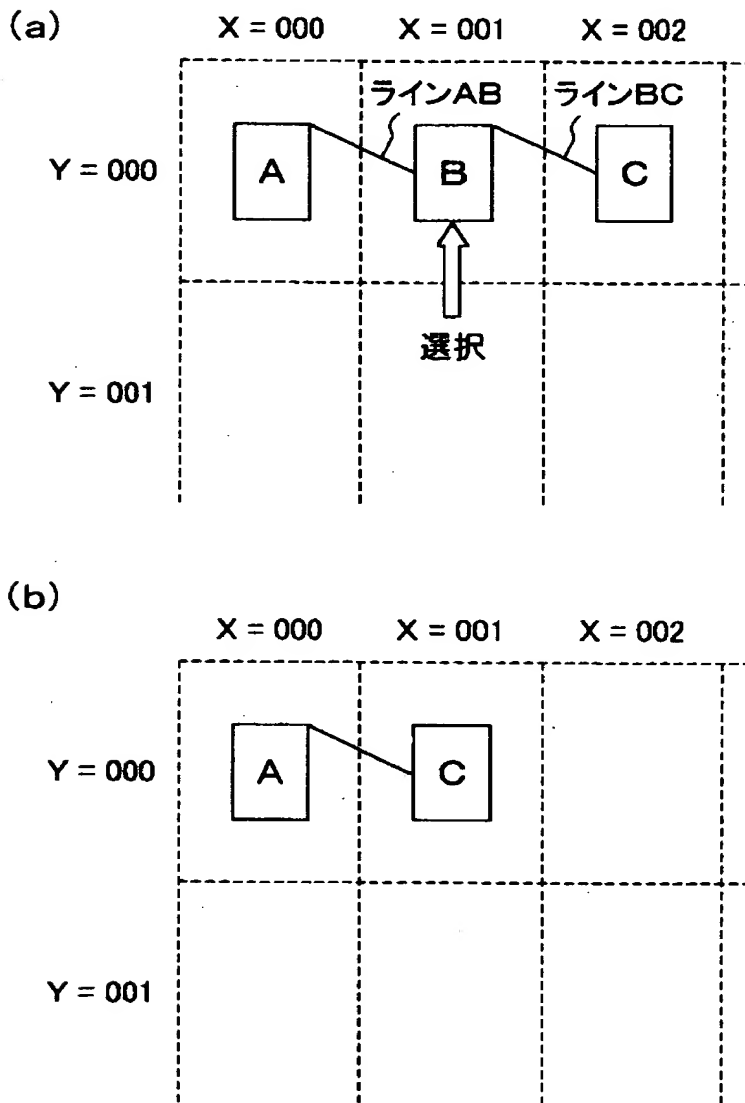 (a)
X = 000 X = 001 X = 002
ラインAB ラインBC
Y = 000 A B C
選択
Y = 001
(b)
X = 000 X = 001 X = 002
Y = 000 A C
Y = 001